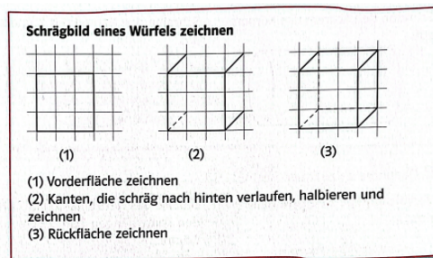 Schrägbild eines Würfels zeichnen
(1)
(2)
(3)
(1) Vorderfläche zeichnen
(2) Kanten, die schräg nach hinten verlaufen, halbieren und
zeichnen
(3) Rückfläche zeichnen